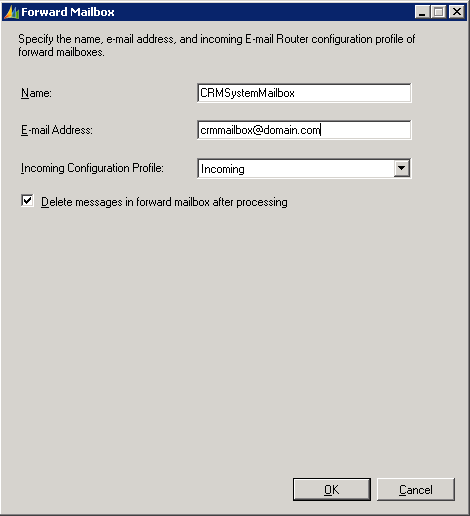 Forward Mailbox
Specify the name, e-mail address, and incoming E-mail Router configuration profile of
forward mailboxes.
Name: CRMSystemMailbox
E-mail Address: crmmailbox@domain.com
Incoming Configuration Profile: Incoming
Delete messages in forward mailbox after processing
OK Cancel